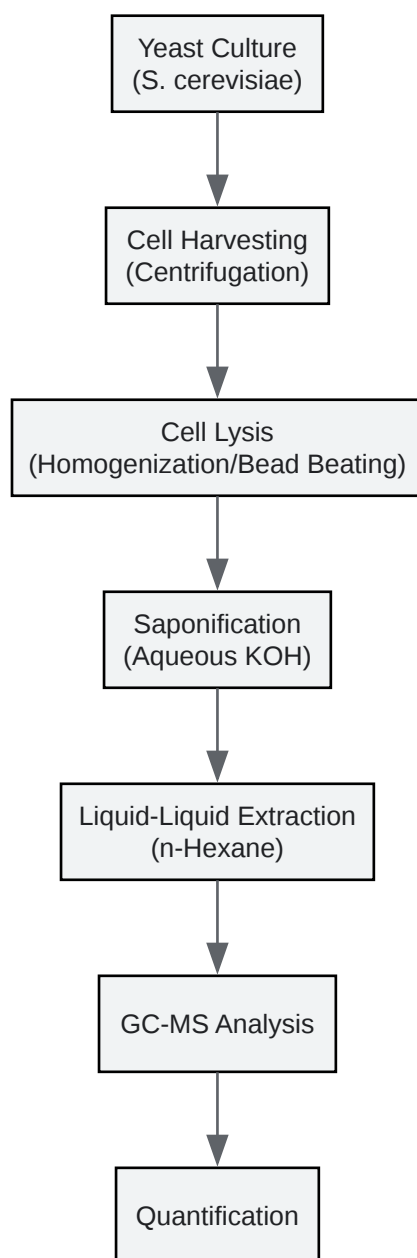 Yeast Culture
(S. cerevisiae)
Cell Harvesting
(Centrifugation)
Cell Lysis
(Homogenization/Bead Beating)
Saponification
(Aqueous KOH)
Liquid-Liquid Extraction
(n-Hexane)
GC-MS Analysis
Quantification